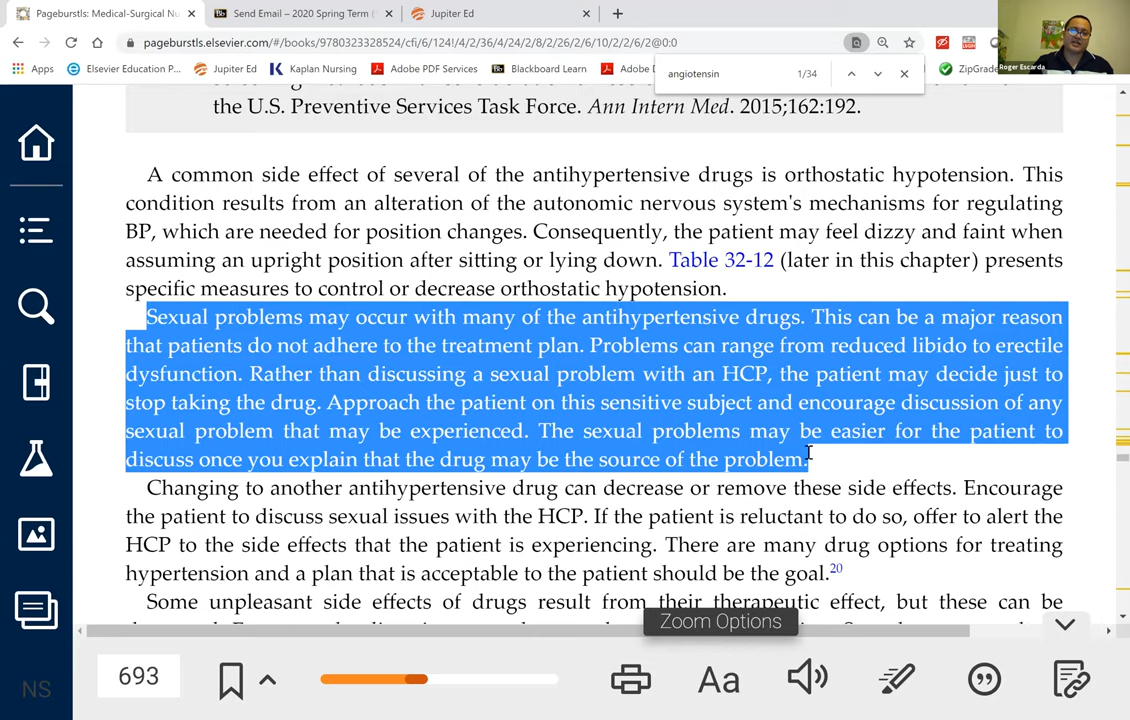 Pageburstls: Medical-Surgical Nu
Send Email – 2020 Spring Term (
Jupiter Ed
pageburstls.elsevier.com/#/books/9780323328524/cfi/6/124!/4/2/36/4/24/2/8/2/26/2/6/10/2/2/6/2@0:0
Apps
Elsevier Education P...
Jupiter Ed
Kaplan Nursing
Adobe PDF Services
Blackboard Learn
Adobe D
angiotensin
1/34
ZipGrade
Roger Escarda
the U.S. Preventive Services Task Force. Ann Intern Med. 2015;162:192.
A common side effect of several of the antihypertensive drugs is orthostatic hypotension. This
condition results from an alteration of the autonomic nervous system's mechanisms for regulating
BP, which are needed for position changes. Consequently, the patient may feel dizzy and faint when
assuming an upright position after sitting or lying down. Table 32-12 (later in this chapter) presents
specific measures to control or decrease orthostatic hypotension.
Sexual problems may occur with many of the antihypertensive drugs. This can be a major reason
that patients do not adhere to the treatment plan. Problems can range from reduced libido to erectile
dysfunction. Rather than discussing a sexual problem with an HCP, the patient may decide just to
stop taking the drug. Approach the patient on this sensitive subject and encourage discussion of any
sexual problem that may be experienced. The sexual problems may be easier for the patient to
discuss once you explain that the drug may be the source of the problem.
Changing to another antihypertensive drug can decrease or remove these side effects. Encourage
the patient to discuss sexual issues with the HCP. If the patient is reluctant to do so, offer to alert the
HCP to the side effects that the patient is experiencing. There are many drug options for treating
hypertension and a plan that is acceptable to the patient should be the goal.20
Some unpleasant side effects of drugs result from their therapeutic effect, but these can be
Zoom Options
NS
693
Aa